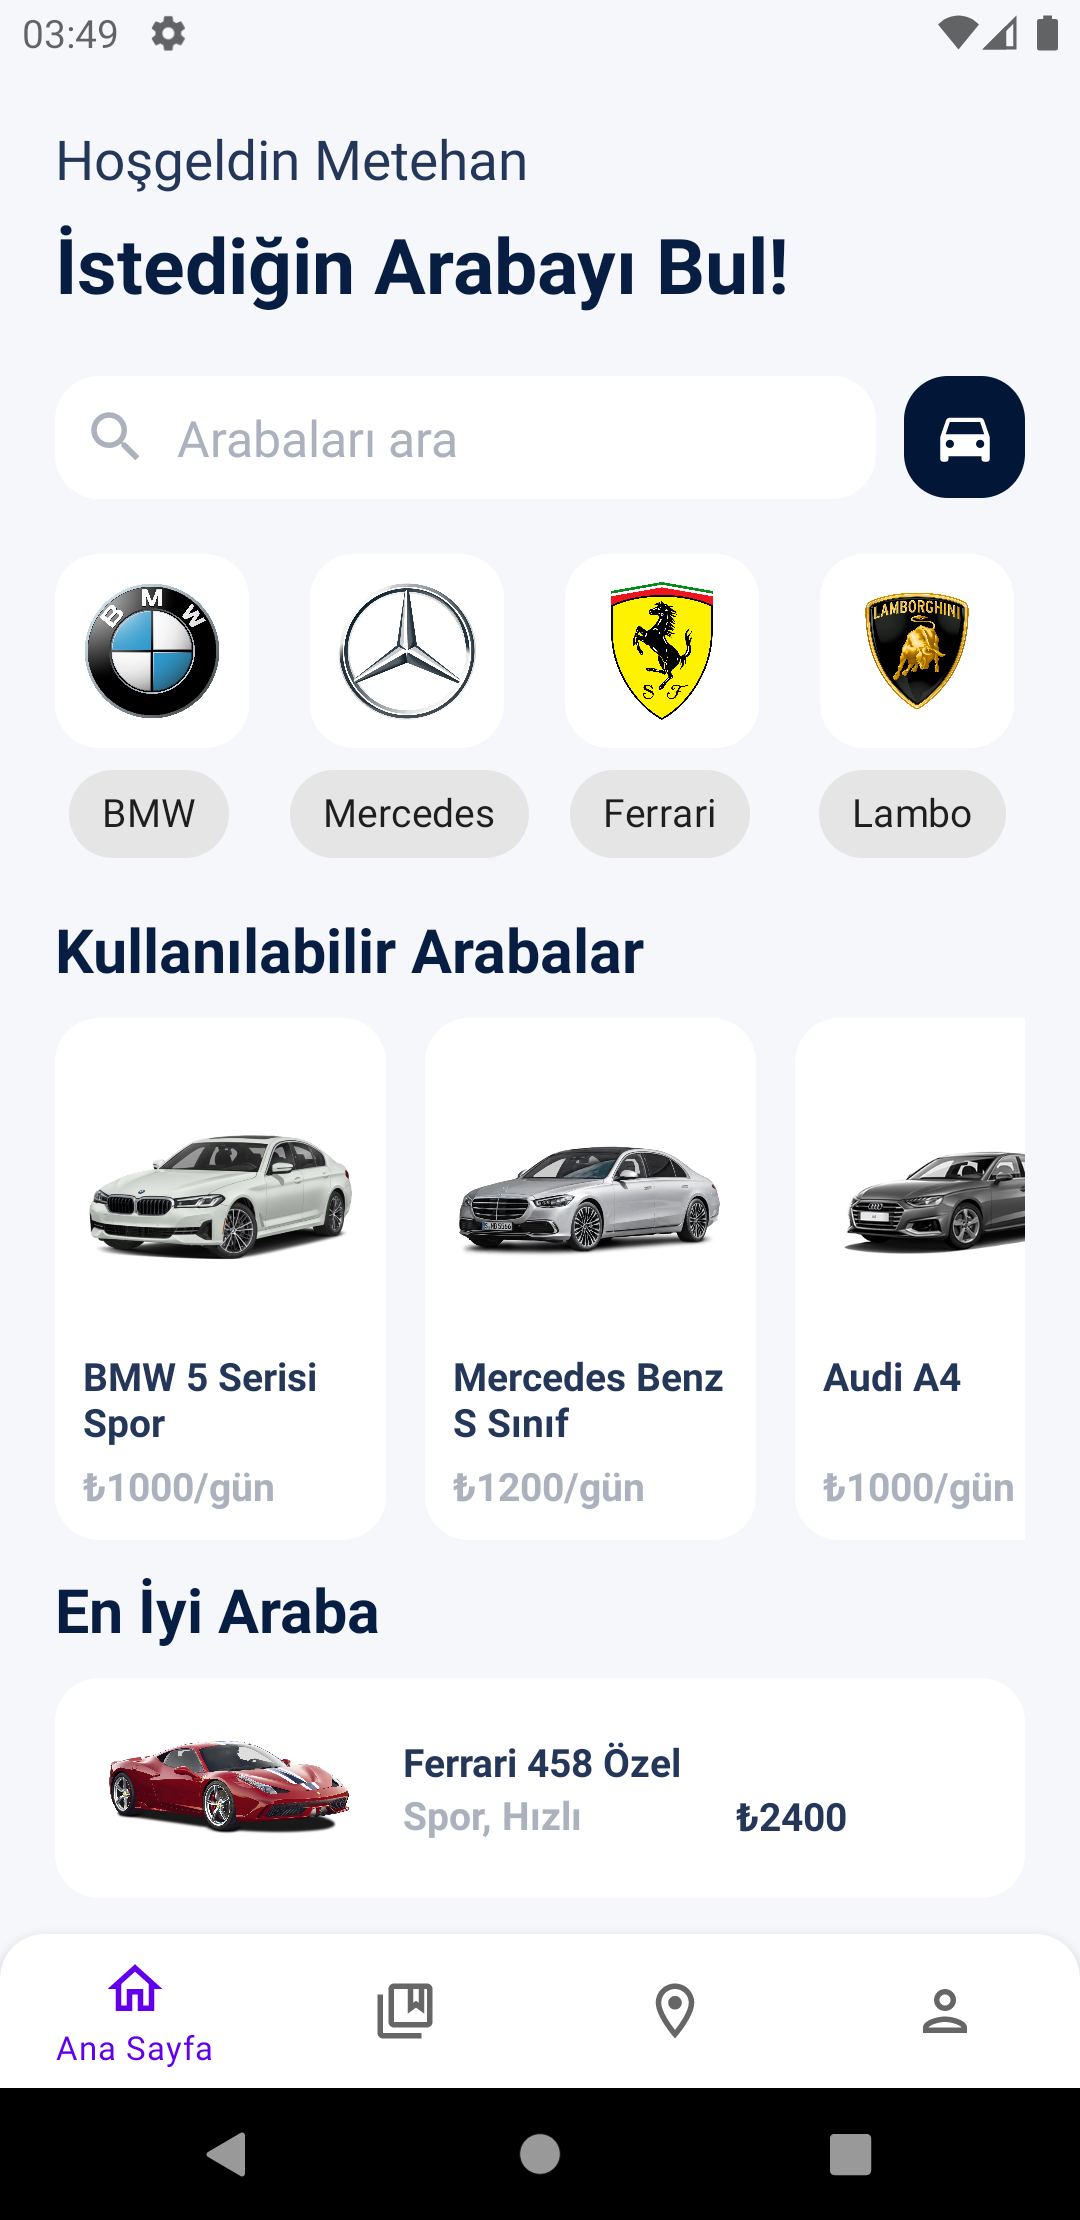 03:49
Hoşgeldin Metehan
İstediğin Arabayı Bul!
Arabaları ara
BMW
LAMBORGHINI
S F
BMW
Mercedes
Ferrari
Lambo
Kullanılabilir Arabalar
BMW 5 Serisi
Spor
₺1000/gün
Mercedes Benz
S Sınıf
₺1200/gün
Audi A4
₺1000/gün
En İyi Araba
Ferrari 458 Özel
Spor, Hızlı
₺2400
Ana Sayfa